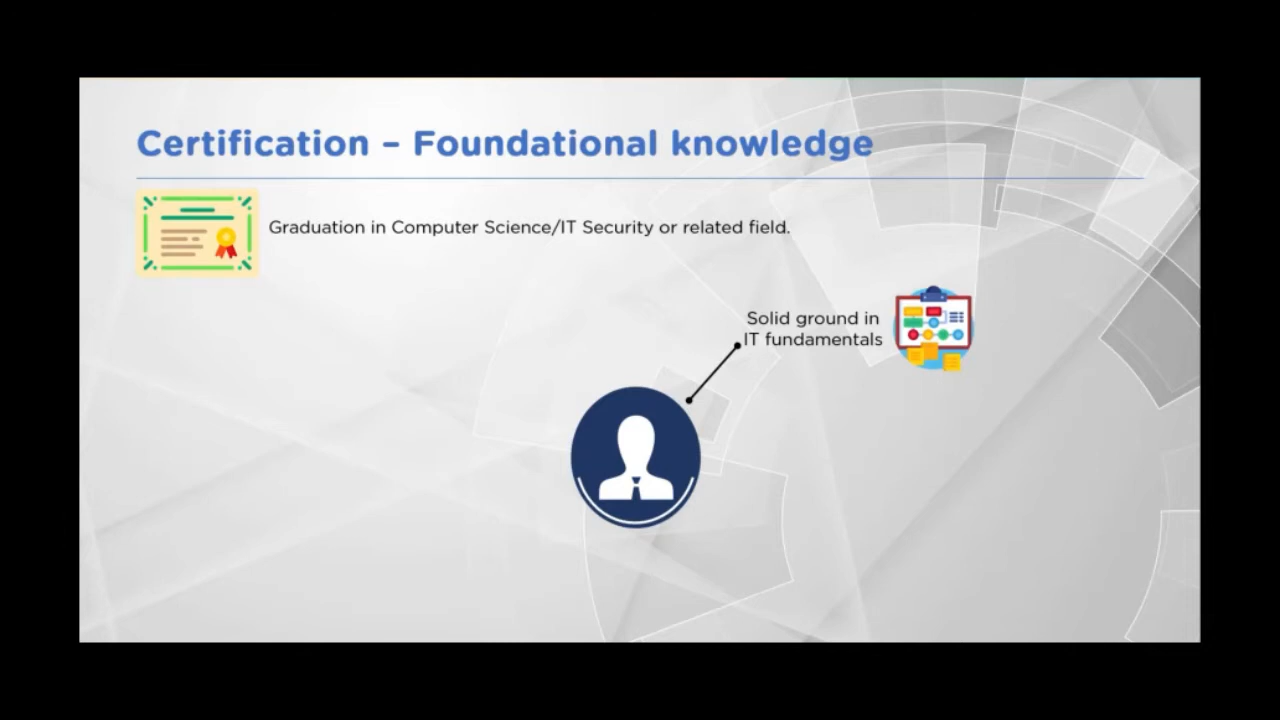 Certification – Foundational knowledge
Graduation in Computer Science/IT Security or related field.
Solid ground in
IT fundamentals